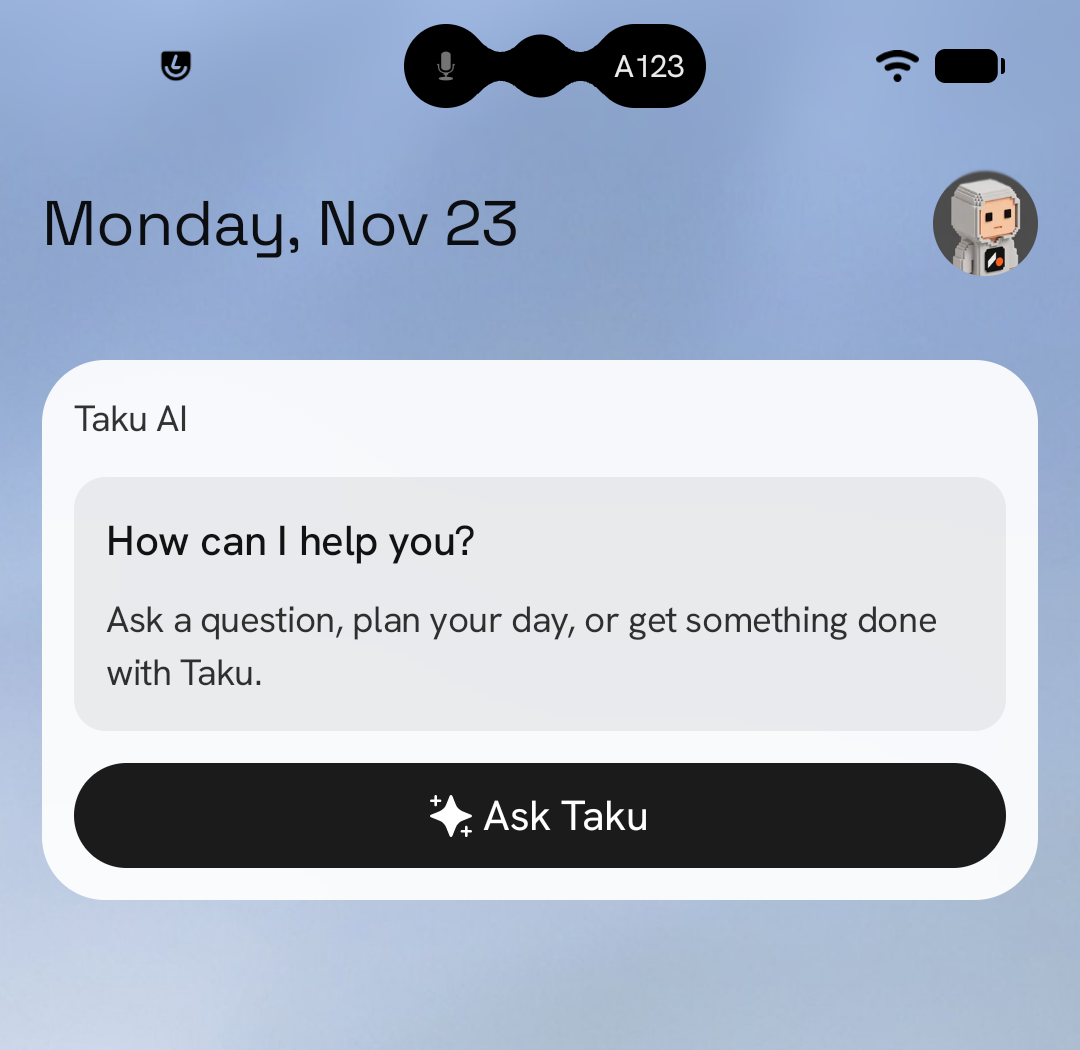 A123
Monday, Nov 23
Taku AI
How can I help you?
Ask a question, plan your day, or get something done
with Taku.
Ask Taku